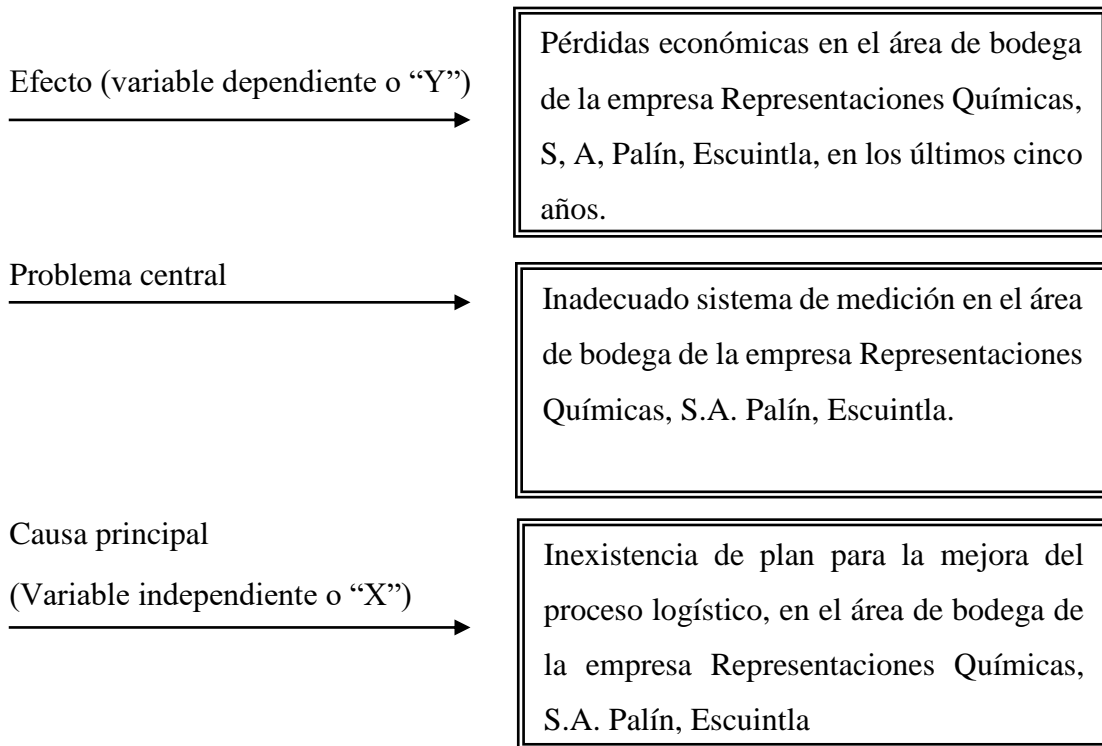 Efecto (variable dependiente o “Y”)
Pérdidas económicas en el área de bodega
de la empresa Representaciones Químicas,
S, A, Palín, Escuintla, en los últimos cinco
años.
Problema central
Inadecuado sistema de medición en el área
de bodega de la empresa Representaciones
Químicas, S.A. Palín, Escuintla.
Causa principal
(Variable independiente o “X”)
Inexistencia de plan para la mejora del
proceso logístico, en el área de bodega de
la empresa Representaciones Químicas,
S.A. Palín, Escuintla